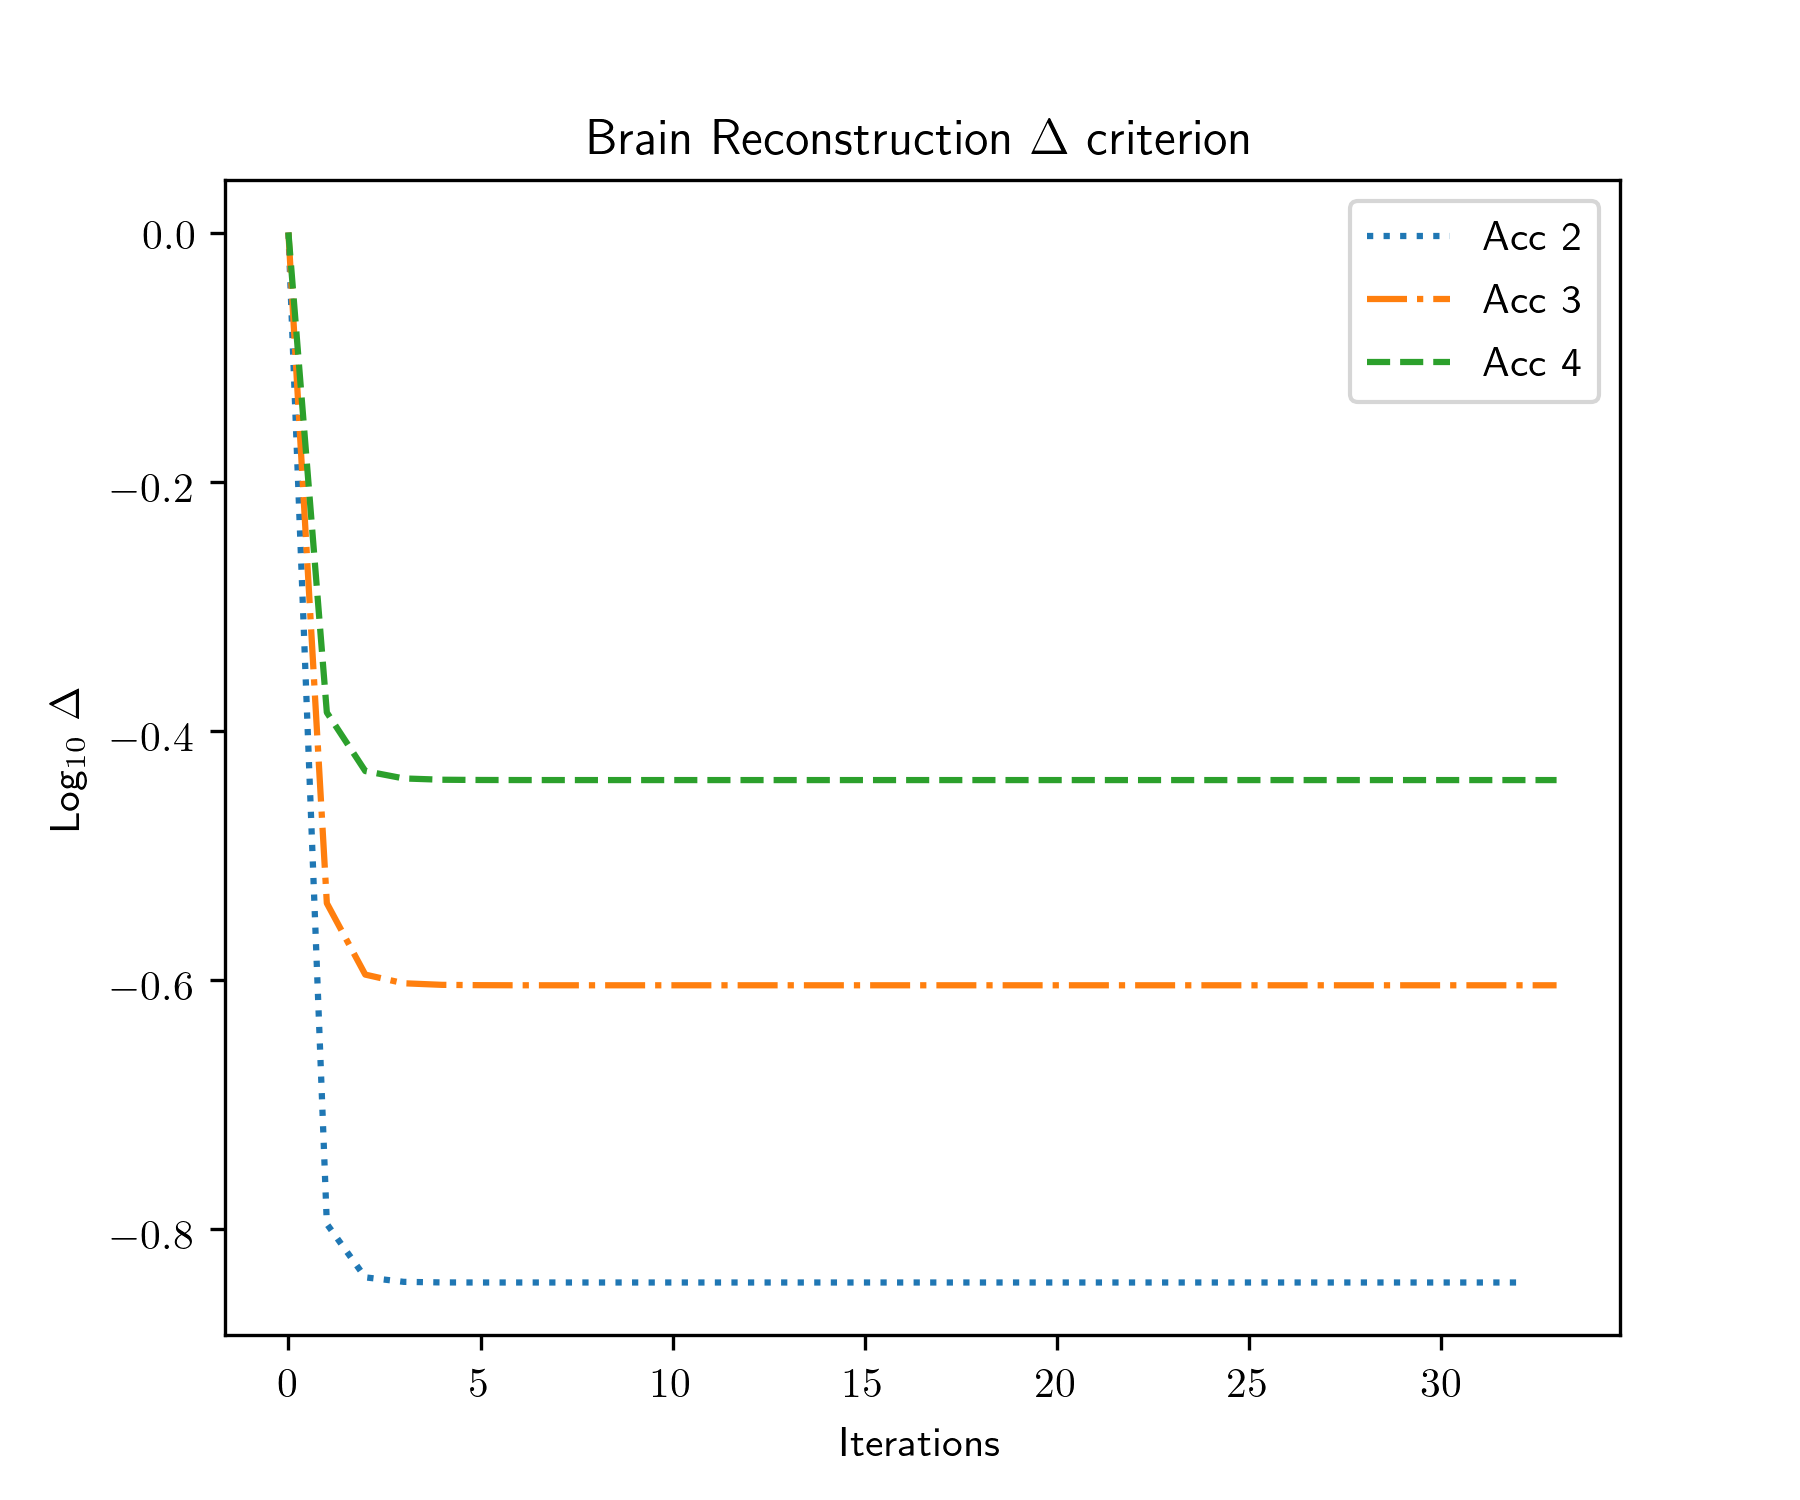 Brain Reconstruction Δ criterion
Acc 2
Acc 3
Acc 4
Log₁₀ Δ
0.0
−0.2
−0.4
−0.6
−0.8
0 5 10 15 20 25 30
Iterations